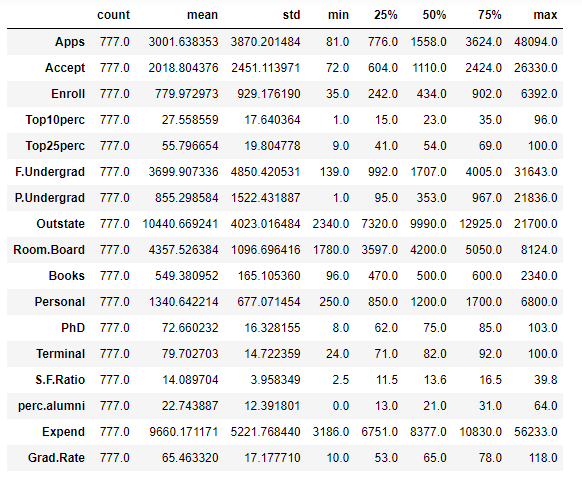 count mean std min 25% 50% 75% max
Apps 777.0 3001.638353 3870.201484 81.0 776.0 1558.0 3624.0 48094.0
Accept 777.0 2018.804376 2451.113971 72.0 604.0 1110.0 2424.0 26330.0
Enroll 777.0 779.972973 929.176190 35.0 242.0 434.0 902.0 6392.0
Top10perc 777.0 27.558559 17.640364 1.0 15.0 23.0 35.0 96.0
Top25perc 777.0 55.796654 19.804778 9.0 41.0 54.0 69.0 100.0
F.Undergrad 777.0 3699.907336 4850.420531 139.0 992.0 1707.0 4005.0 31643.0
P.Undergrad 777.0 855.298584 1522.431887 1.0 95.0 353.0 967.0 21836.0
Outstate 777.0 10440.669241 4023.016484 2340.0 7320.0 9990.0 12925.0 21700.0
Room.Board 777.0 4357.526384 1096.696416 1780.0 3597.0 4200.0 5050.0 8124.0
Books 777.0 549.380952 165.105360 96.0 470.0 500.0 600.0 2340.0
Personal 777.0 1340.642214 677.071454 250.0 850.0 1200.0 1700.0 6800.0
PhD 777.0 72.660232 16.328155 8.0 62.0 75.0 85.0 103.0
Terminal 777.0 79.702703 14.722359 24.0 71.0 82.0 92.0 100.0
S.F.Ratio 777.0 14.089704 3.958349 2.5 11.5 13.6 16.5 39.8
perc.alumni 777.0 22.743887 12.391801 0.0 13.0 21.0 31.0 64.0
Expend 777.0 9660.171171 5221.768440 3186.0 6751.0 8377.0 10830.0 56233.0
Grad.Rate 777.0 65.463320 17.177710 10.0 53.0 65.0 78.0 118.0